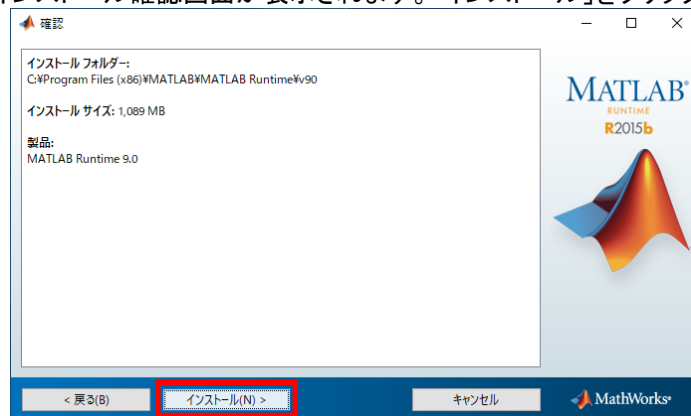 インストール確認画面が表示されます。「インストール」をクリック
確認
インストール フォルダー:
C:¥Program Files (x86)¥MATLAB¥MATLAB Runtime¥v90
インストール サイズ: 1,089 MB
製品:
MATLAB Runtime 9.0
MATLAB®
RUNTIME
R2015b
< 戻る(B)
インストール(N) >
キャンセル
MathWorks®